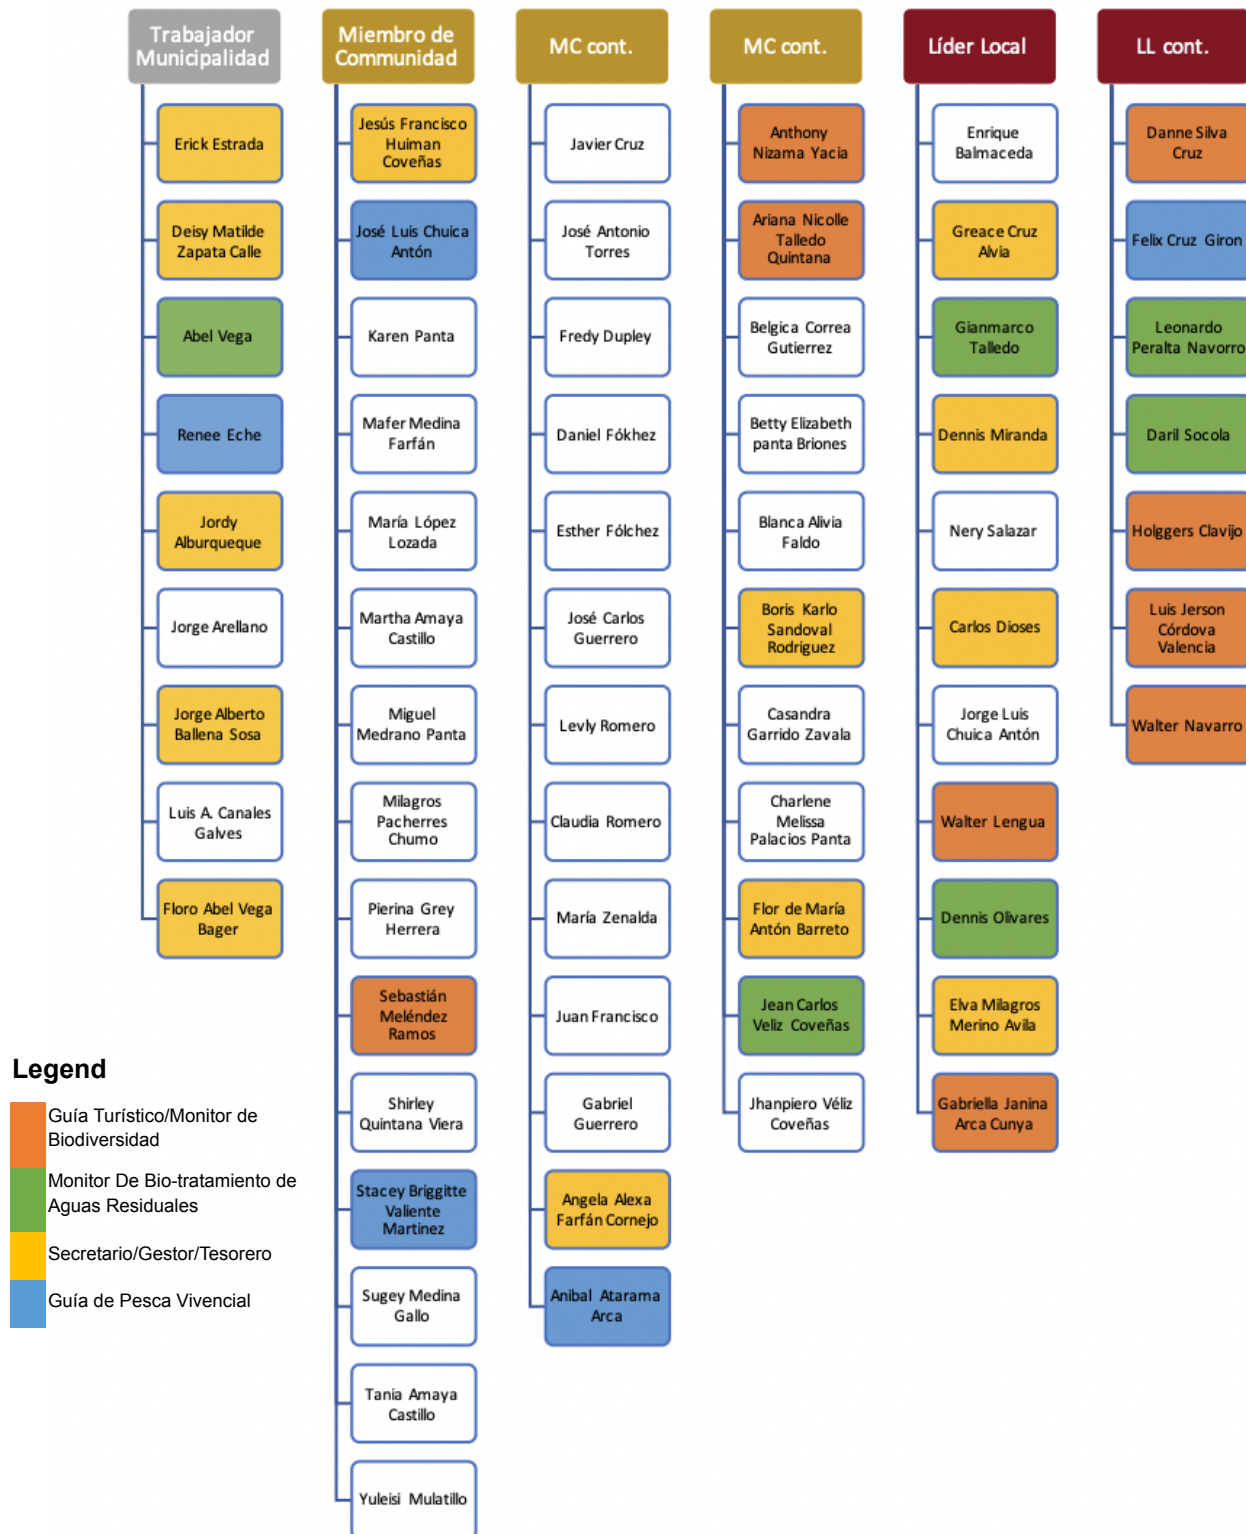 Trabajador
Municipalidad
Erick Estrada
Deisy Matilde
Zapata Calle
Abel Vega
Renee Eche
Jordy
Alburqueque
Jorge Arellano
Jorge Alberto
Ballena Sosa
Luis A. Canales
Galves
Floro Abel Vega
Bager
Miembro de
Communidad
Jesús Francisco
Huiman
Coveñas
José Luis Chuica
Antón
Karen Panta
Mafer Medina
Farfán
María López
Lozada
Martha Amaya
Castillo
Miguel
Medrano Panta
Milagros
Pacherres
Chumo
Pierina Grey
Herrera
Sebastián
Meléndez
Ramos
Shirley
Quintana Viera
Stacey Briggitte
Valiente
Martinez
Sugey Medina
Gallo
Tania Amaya
Castillo
Yuleisi Mulatillo
MC cont.
Javier Cruz
José Antonio
Torres
Fredy Dupley
Daniel Fókhez
Esther Fólchez
José Carlos
Guerrero
Levly Romero
Claudia Romero
María Zenalda
Juan Francisco
Gabriel
Guerrero
Angela Alexa
Farfán Cornejo
Anibal Atarama
Arca
MC cont.
Anthony
Nizama Yacia
Ariana Nicolle
Talledo
Quintana
Belgica Correa
Gutierrez
Betty Elizabeth
panta Briones
Blanca Alivia
Faldo
Boris Karlo
Sandoval
Rodriguez
Casandra
Garrido Zavala
Charlene
Melissa
Palacios Panta
Flor de María
Antón Barreto
Jean Carlos
Veliz Coveñas
Jhanpiero Véliz
Coveñas
Líder Local
Enrique
Balmaceda
Greace Cruz
Alvia
Gianmarco
Talledo
Dennis Miranda
Nery Salazar
Carlos Dioses
Jorge Luis
Chuica Antón
Walter Lengua
Dennis Olivares
Elva Milagros
Merino Avila
Gabriella Janina
Arca Cunya
LL cont.
Danne Silva
Cruz
Felix Cruz Giron
Leonardo
Peralta Navorro
Daril Socola
Holggers Clavijo
Luis Jerson
Córdova
Valencia
Walter Navarro
Legend
Guía Turístico/Monitor de
Biodiversidad
Monitor De Bio-tratamiento de
Aguas Residuales
Secretario/Gestor/Tesorero
Guía de Pesca Vivencial